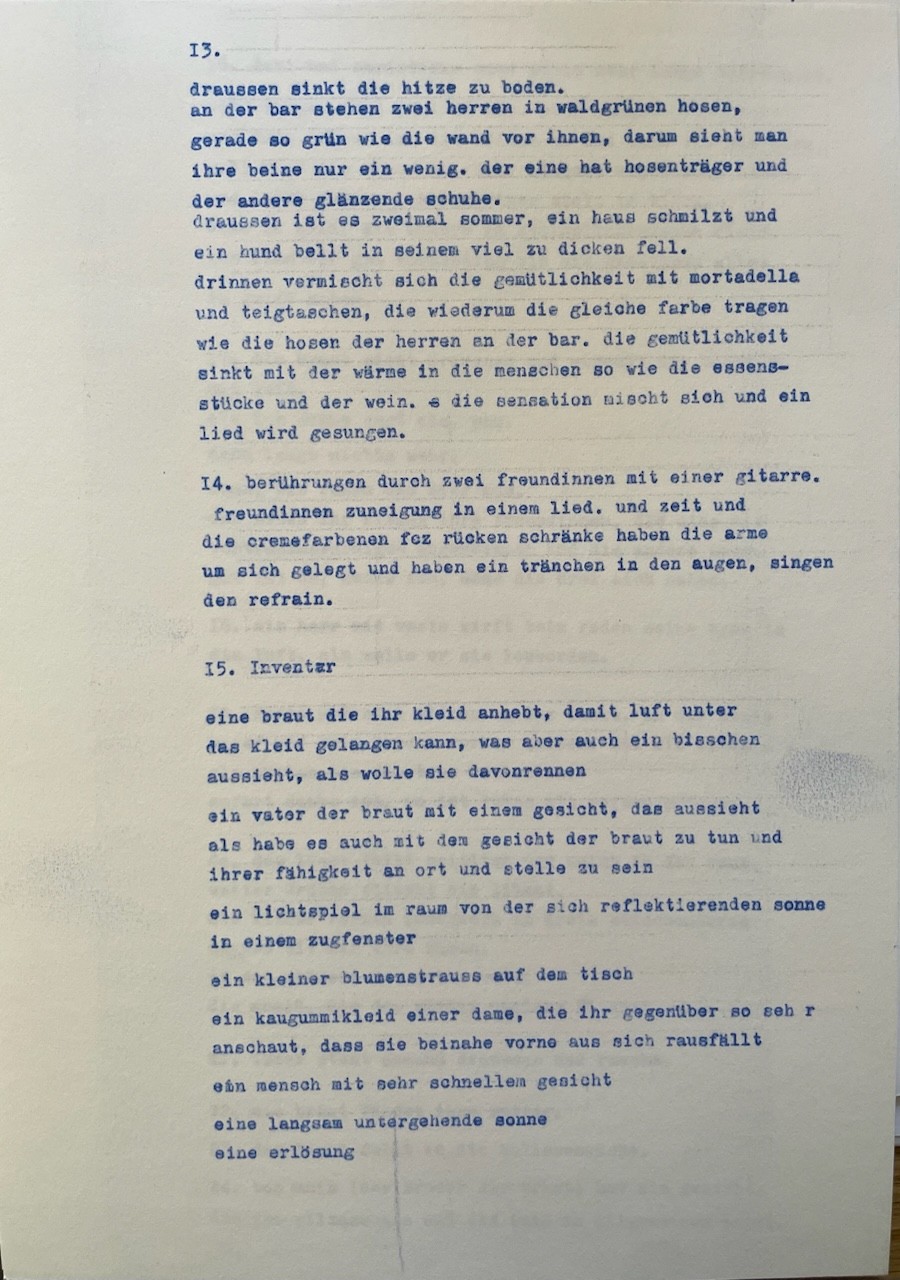 I3.
draussen sinkt die hitze zu boden.
an der bar stehen zwei herren in waldgrünen hosen,
gerade so grün wie die wand vor ihnen, darum sieht man
ihre beine nur ein wenig. der eine hat hosenträger und
der andere glänzende schuhe.
draussen ist es zweimal sommer, ein haus schmilzt und
ein hund bellt in seinem viel zu dicken fell.
drinnen vermischt sich die gemütlichkeit mit mortadella
und teigtaschen, die wiederum die gleiche farbe tragen
wie die hosen der herren an der bar. die gemütlichkeit
sinkt mit der wärme in die menschen so wie die essens-
stücke und der wein. die sensation mischt sich und ein
lied wird gesungen.
I4. berührungen durch zwei freundinnen mit einer gitarre.
freundinnen zuneigung in einem lied. und zeit und
die cremefarbenen rücken schränke haben die arme
um sich gelegt und haben ein tränchen in den augen, singen
den refrain.
I5. Inventar
eine braut die ihr kleid anhebt, damit luft unter
das kleid gelangen kann, was aber auch ein bisschen
aussieht, als wolle sie davonrennen
ein vater der braut mit einem gesicht, das aussieht
als habe es auch mit dem gesicht der braut zu tun und
ihrer fähigkeit an ort und stelle zu sein
ein lichtspiel im raum von der sich reflektierenden sonne
in einem zugfenster
ein kleiner blumenstrauss auf dem tisch
ein kaugummikleid einer dame, die ihr gegenüber so seh r
anschaut, dass sie beinahe vorne aus sich rausfällt
ein mensch mit sehr schnellem gesicht
eine langsam untergehende sonne
eine erlösung